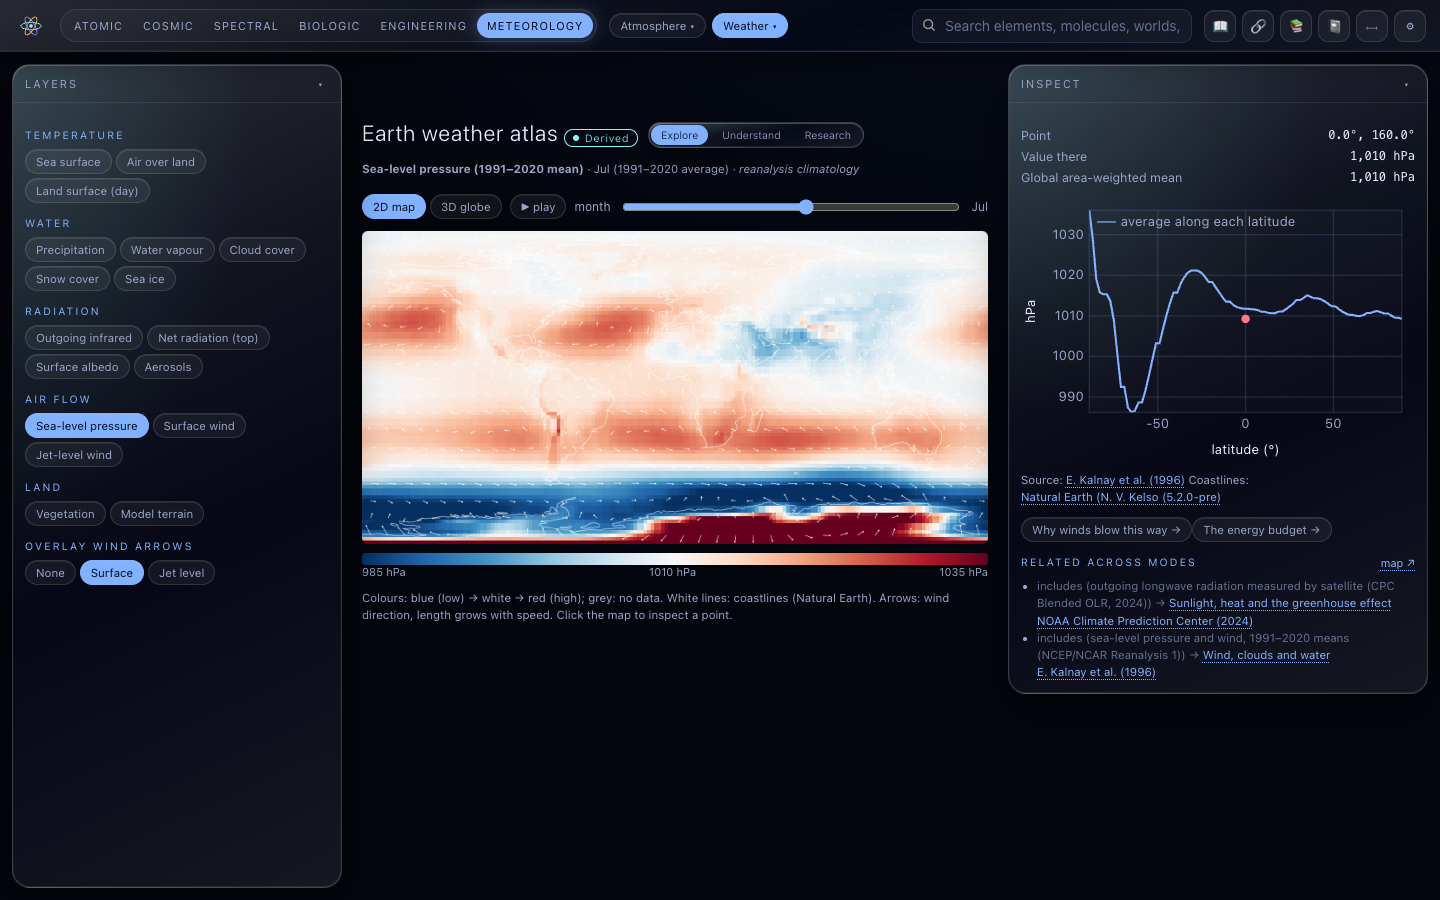 ATOMIC COSMIC SPECTRAL BIOLOGIC ENGINEERING METEOROLOGY Atmosphere ▾ Weather ▾ Search elements, molecules, worlds,
LAYERS
TEMPERATURE
Sea surface Air over land
Land surface (day)
WATER
Precipitation Water vapour Cloud cover
Snow cover Sea ice
RADIATION
Outgoing infrared Net radiation (top)
Surface albedo Aerosols
AIR FLOW
Sea-level pressure Surface wind
Jet-level wind
LAND
Vegetation Model terrain
OVERLAY WIND ARROWS
None Surface Jet level
Earth weather atlas Derived Explore Understand Research
Sea-level pressure (1991–2020 mean) · Jul (1991–2020 average) · reanalysis climatology
2D map 3D globe ▶ play month Jul
985 hPa 1010 hPa 1035 hPa
Colours: blue (low) → white → red (high); grey: no data. White lines: coastlines (Natural Earth). Arrows: wind
direction, length grows with speed. Click the map to inspect a point.
INSPECT
Point 0.0°, 160.0°
Value there 1,010 hPa
Global area-weighted mean 1,010 hPa
average along each latitude
1030
1020
1010
1000
990
hPa
-50 0 50
latitude (°)
Source: E. Kalnay et al. (1996) Coastlines:
Natural Earth (N. V. Kelso (5.2.0-pre)
Why winds blow this way → The energy budget →
RELATED ACROSS MODES map ↗
includes (outgoing longwave radiation measured by satellite (CPC
Blended OLR, 2024)) → Sunlight, heat and the greenhouse effect
NOAA Climate Prediction Center (2024)
includes (sea-level pressure and wind, 1991–2020 means
(NCEP/NCAR Reanalysis 1)) → Wind, clouds and water
E. Kalnay et al. (1996)